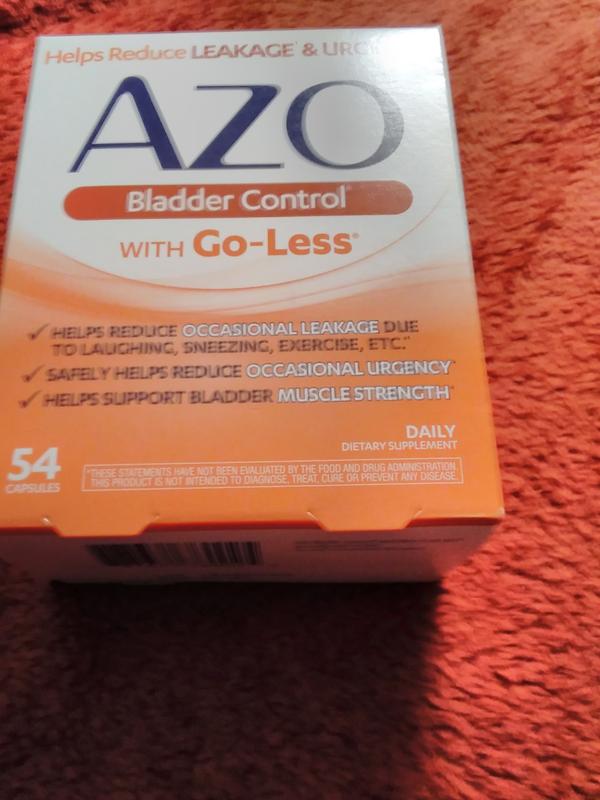 Helps Reduce LEAKAGE* & URG
AZO
Bladder Control®
WITH Go-Less®
✓ HELPS REDUCE OCCASIONAL LEAKAGE DUE
TO LAUGHING, SNEEZING, EXERCISE, ETC.*
✓ SAFELY HELPS REDUCE OCCASIONAL URGENCY*
✓ HELPS SUPPORT BLADDER MUSCLE STRENGTH*
DAILY
DIETARY SUPPLEMENT
54
CAPSULES
*THESE STATEMENTS HAVE NOT BEEN EVALUATED BY THE FOOD AND DRUG ADMINISTRATION.
THIS PRODUCT IS NOT INTENDED TO DIAGNOSE, TREAT, CURE OR PREVENT ANY DISEASE.